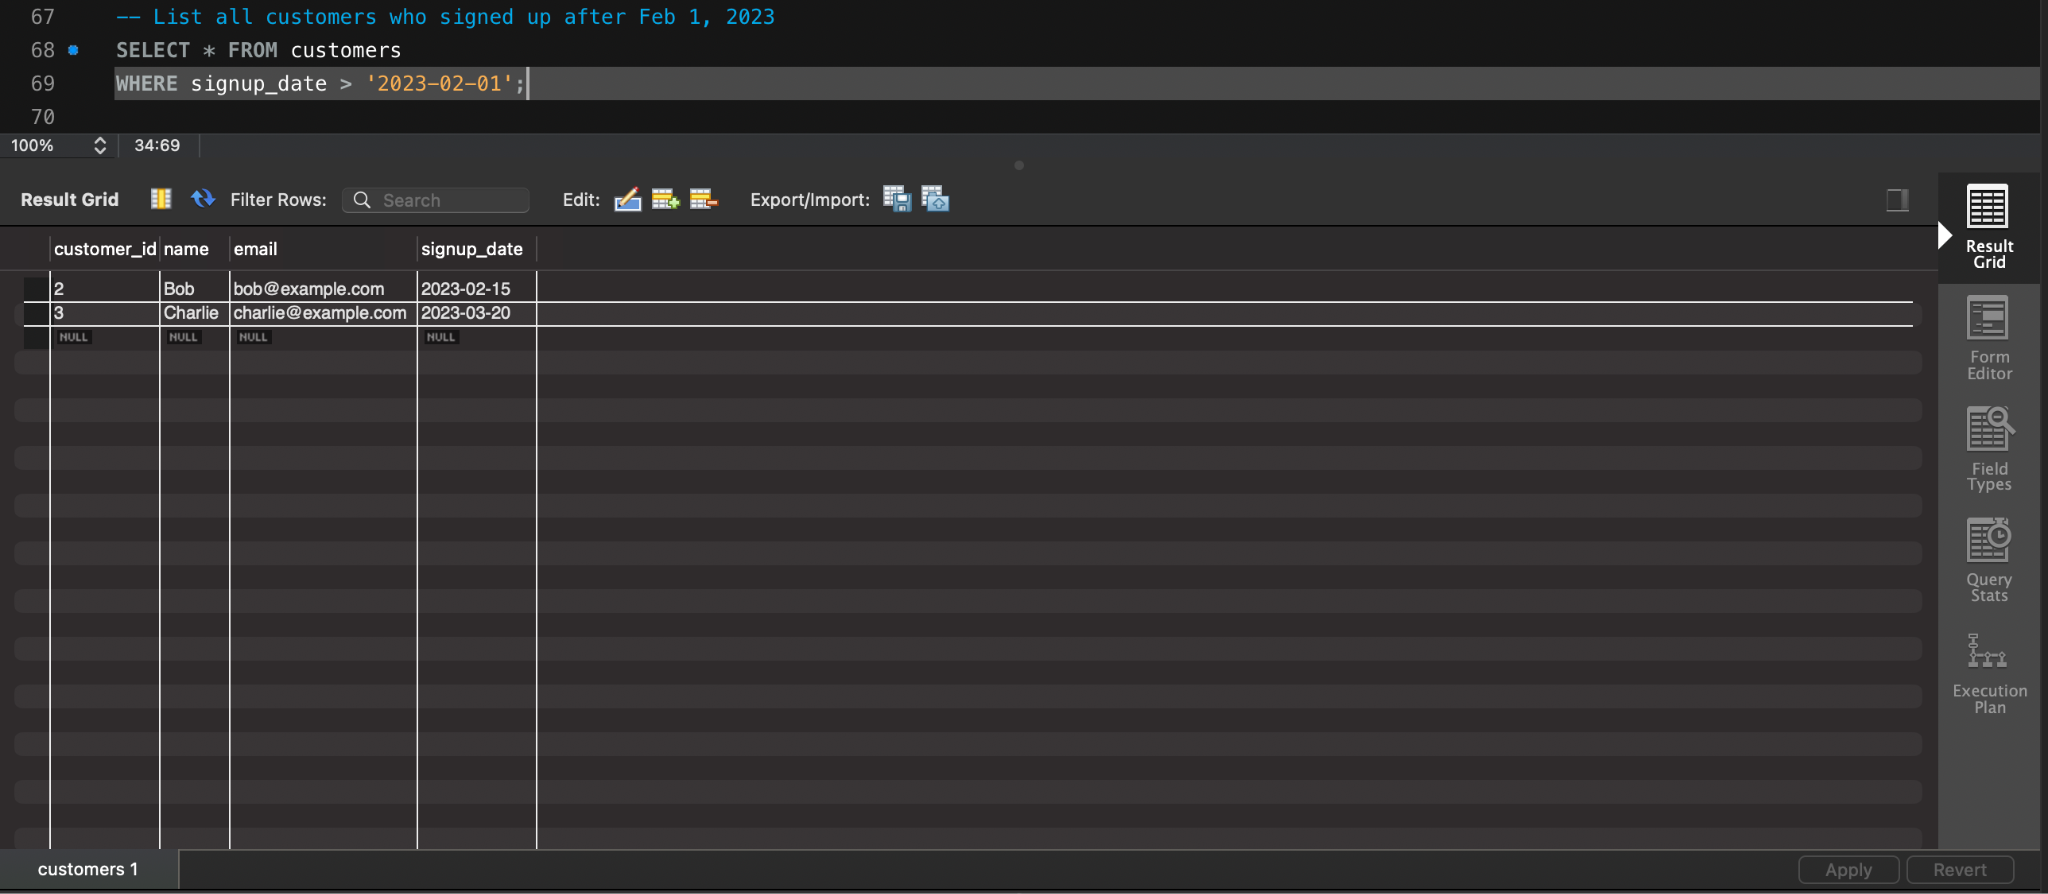 67 -- List all customers who signed up after Feb 1, 2023
68 SELECT * FROM customers
69 WHERE signup_date > '2023-02-01';
70
100% 34:69
Result Grid Filter Rows: Search Edit: Export/Import:
customer_id name email signup_date
2 Bob bob@example.com 2023-02-15
3 Charlie charlie@example.com 2023-03-20
NULL NULL NULL NULL
Result
Grid
Form
Editor
Field
Types
Query
Stats
Execution
Plan
customers 1 Apply Revert